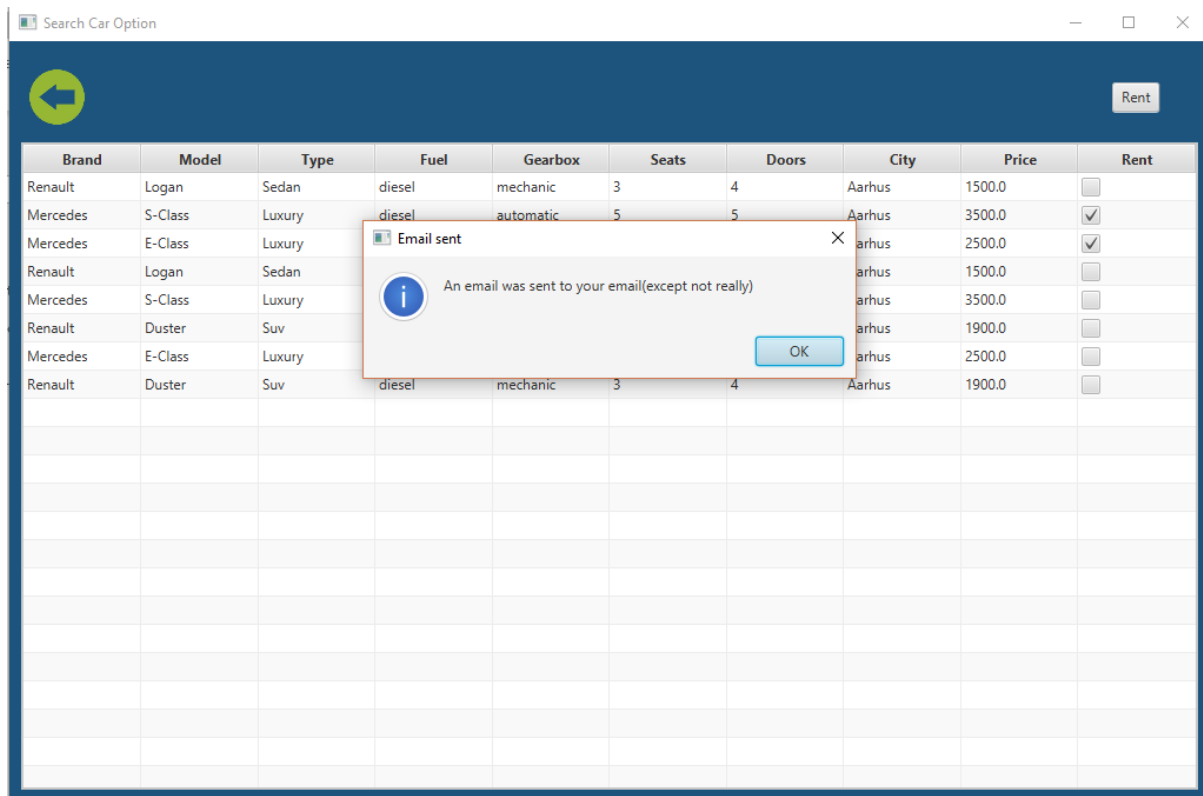 Search Car Option
Rent
Brand Model Type Fuel Gearbox Seats Doors City Price Rent
Renault Logan Sedan diesel mechanic 3 4 Aarhus 1500.0
Mercedes S-Class Luxury diesel automatic 5 5 Aarhus 3500.0
Mercedes E-Class Luxury arhus 2500.0
Renault Logan Sedan arhus 1500.0
Mercedes S-Class Luxury arhus 3500.0
Renault Duster Suv arhus 1900.0
Mercedes E-Class Luxury arhus 2500.0
Renault Duster Suv diesel mechanic 3 4 Aarhus 1900.0
Email sent
An email was sent to your email(except not really)
OK